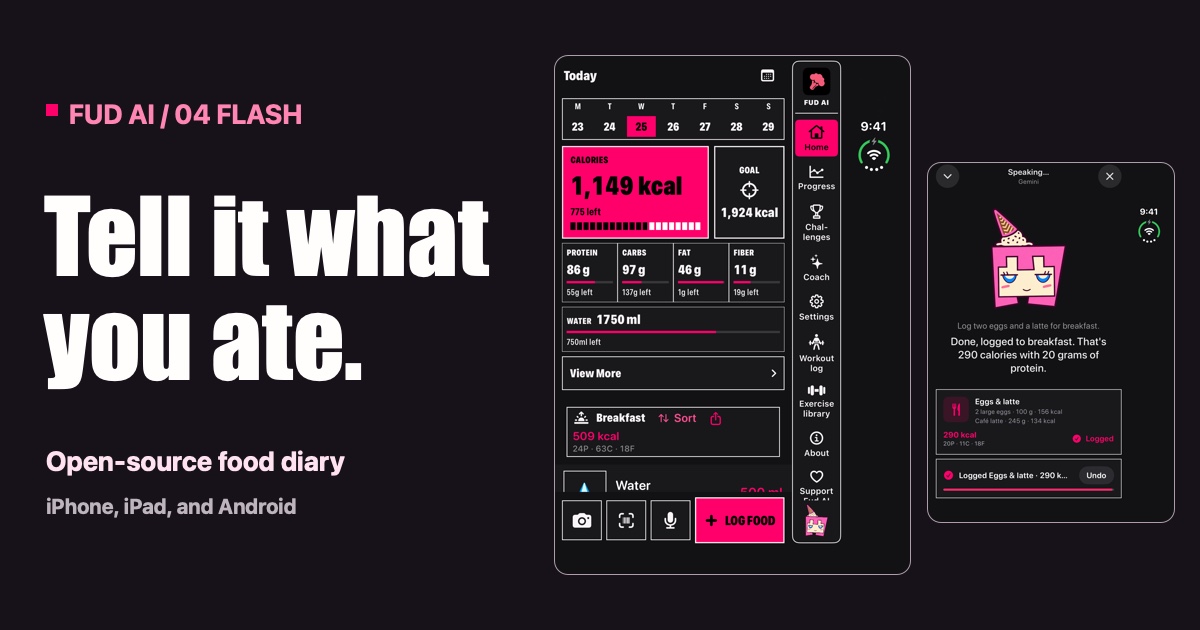 FUD AI / 04 FLASH
Tell it what
you ate.
Open-source food diary
iPhone, iPad, and Android
Today
M T W T F S S
23 24 25 26 27 28 29
CALORIES
1,149 kcal
775 left
GOAL
1,924 kcal
PROTEIN CARBS FAT FIBER
86 g 97 g 46 g 11 g
55g left 137g left 1g left 19g left
WATER 1750 ml
750ml left
View More
Breakfast Sort
509 kcal
24P · 63C · 18F
Water
500 ml
LOG FOOD
FUD AI
Home
Progress
Chal-
lenges
Coach
Settings
Workout
log
Exercise
library
About
Support
Fud AI
9:41
Speaking...
Gemini
9:41
Log two eggs and a latte for breakfast.
Done, logged to breakfast. That's
290 calories with 20 grams of
protein.
Eggs & latte
2 large eggs · 100 g · 156 kcal
Café latte · 245 g · 134 kcal
290 kcal
Logged
20P · 11C · 18F
Logged Eggs & latte · 290 k... Undo